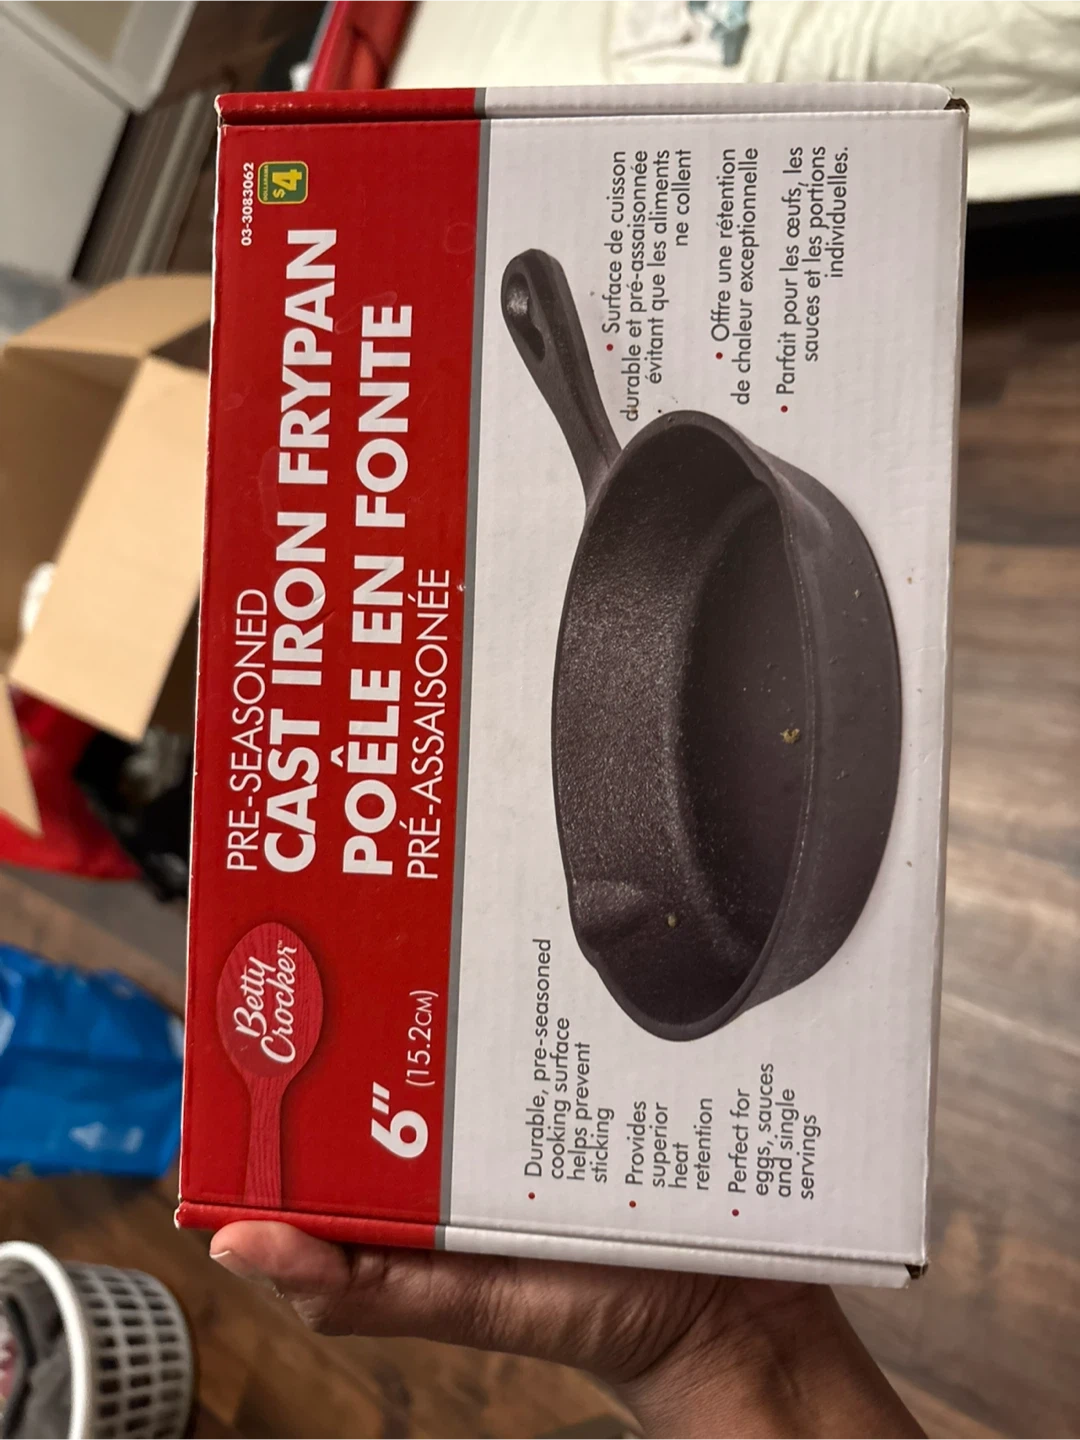 03-3083062
DOLLARAMA
$4
PRE-SEASONED
CAST IRON FRYPAN
POÊLE EN FONTE
PRÉ-ASSAISONÉE
Betty
Crocker™
6"
(15.2CM)
• Durable, pre-seasoned
cooking surface
helps prevent
sticking
• Provides
superior
heat
retention
• Perfect for
eggs, sauces
and single
servings
• Surface de cuisson
durable et pré-assaisonnée
évitant que les aliments
ne collent
• Offre une rétention
de chaleur exceptionnelle
• Parfait pour les œufs, les
sauces et les portions
individuelles.